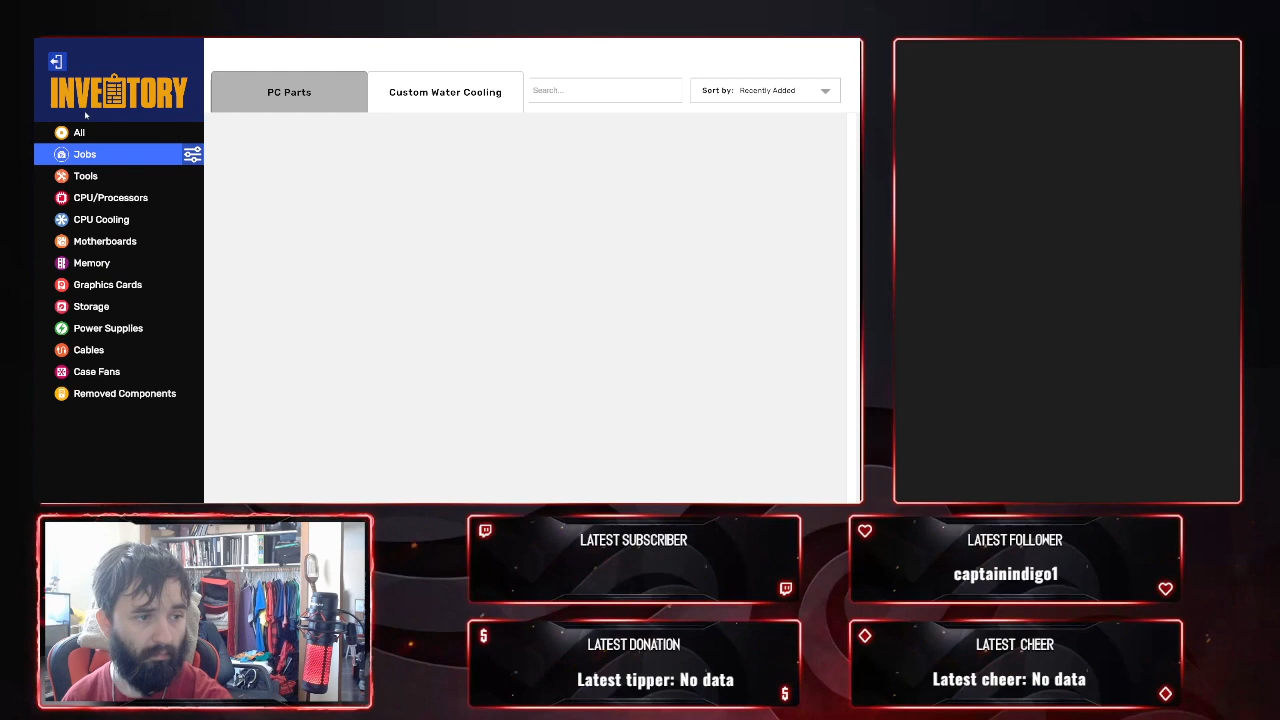 INVENTORY
All
Jobs
Tools
CPU/Processors
CPU Cooling
Motherboards
Memory
Graphics Cards
Storage
Power Supplies
Cables
Case Fans
Removed Components
PC Parts
Custom Water Cooling
Search...
Sort by: Recently Added
LATEST SUBSCRIBER
LATEST FOLLOWER
captainindigo1
LATEST DONATION
Latest tipper: No data
LATEST CHEER
Latest cheer: No data